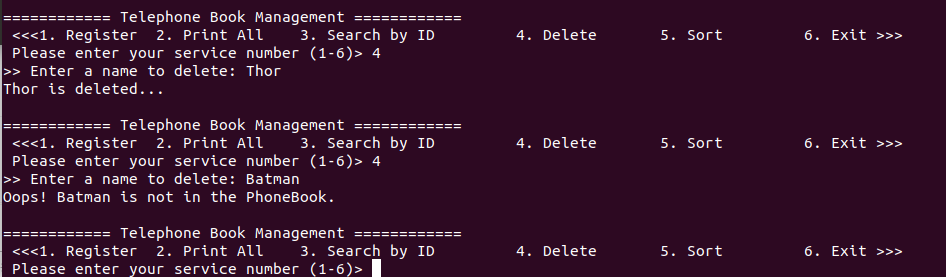 ============ Telephone Book Management ============
<<<1. Register  2. Print All    3. Search by ID         4. Delete       5. Sort         6. Exit >>>
Please enter your service number (1-6)> 4
>> Enter a name to delete: Thor
Thor is deleted...
============ Telephone Book Management ============
<<<1. Register  2. Print All    3. Search by ID         4. Delete       5. Sort         6. Exit >>>
Please enter your service number (1-6)> 4
>> Enter a name to delete: Batman
Oops! Batman is not in the PhoneBook.
============ Telephone Book Management ============
<<<1. Register  2. Print All    3. Search by ID         4. Delete       5. Sort         6. Exit >>>
Please enter your service number (1-6)>